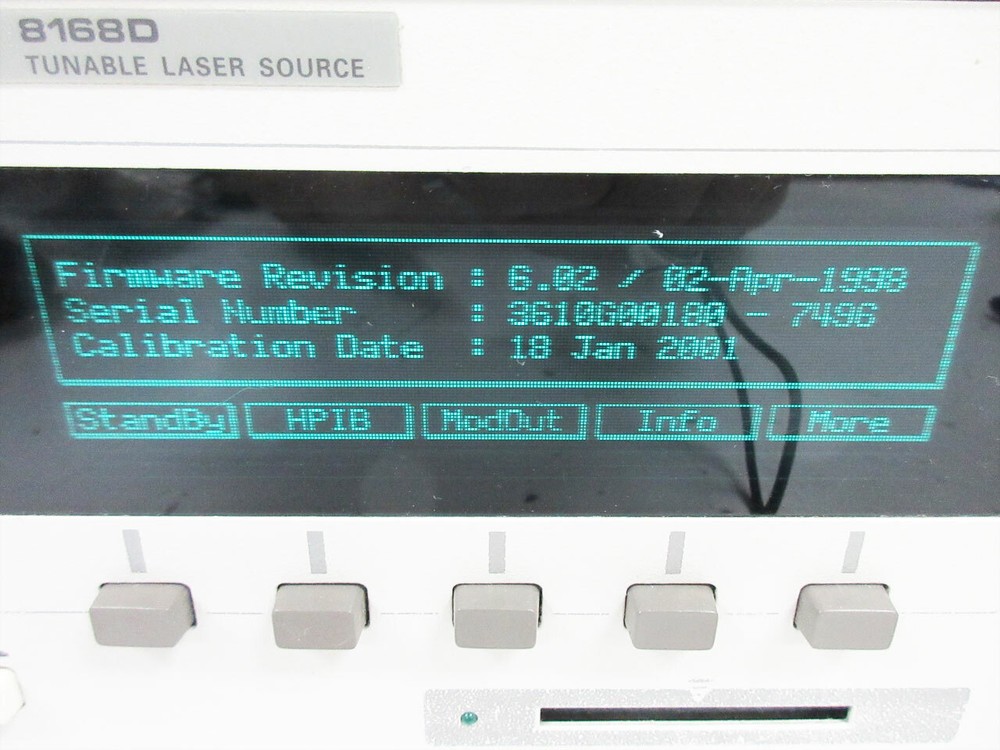 8168D
TUNABLE LASER SOURCE
Firmware Revision : 6.02 / 02-Apr-1998
Serial Number : 3610G00180 - 7496
Calibration Date : 18 Jan 2001
StandBy HPIB ModOut Info More